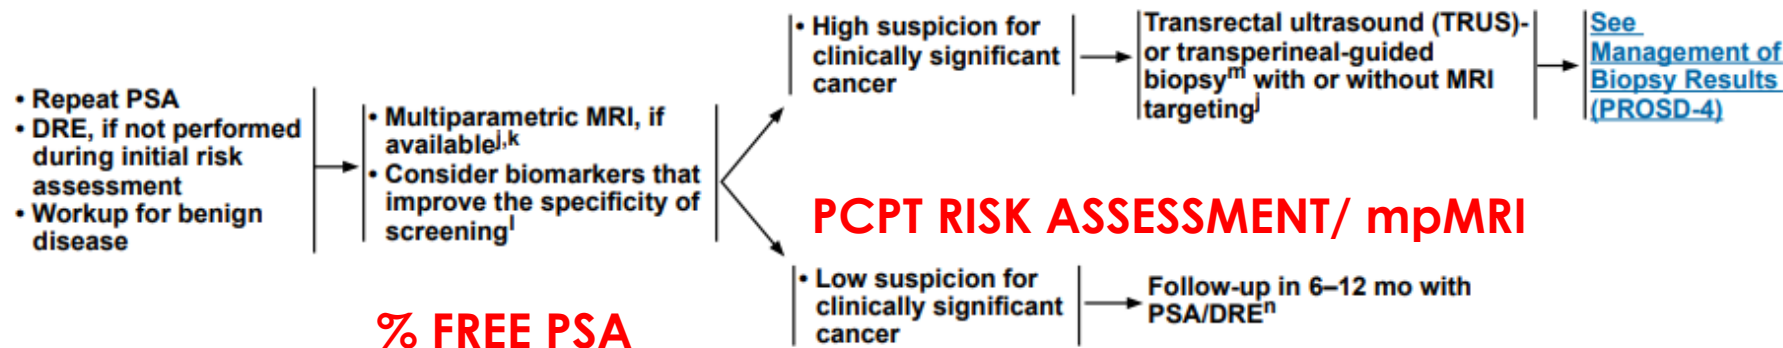 • Repeat PSA
• DRE, if not performed
during initial risk
assessment
• Workup for benign
disease
• Multiparametric MRI, if
available^j,k
• Consider biomarkers that
improve the specificity of
screening^l
% FREE PSA
• High suspicion for
clinically significant
cancer
Transrectal ultrasound (TRUS)-
or transperineal-guided
biopsy^m with or without MRI
targeting^j
See
Management of
Biopsy Results
(PROSD-4)
PCPT RISK ASSESSMENT/ mpMRI
• Low suspicion for
clinically significant
cancer
Follow-up in 6–12 mo with
PSA/DRE^n